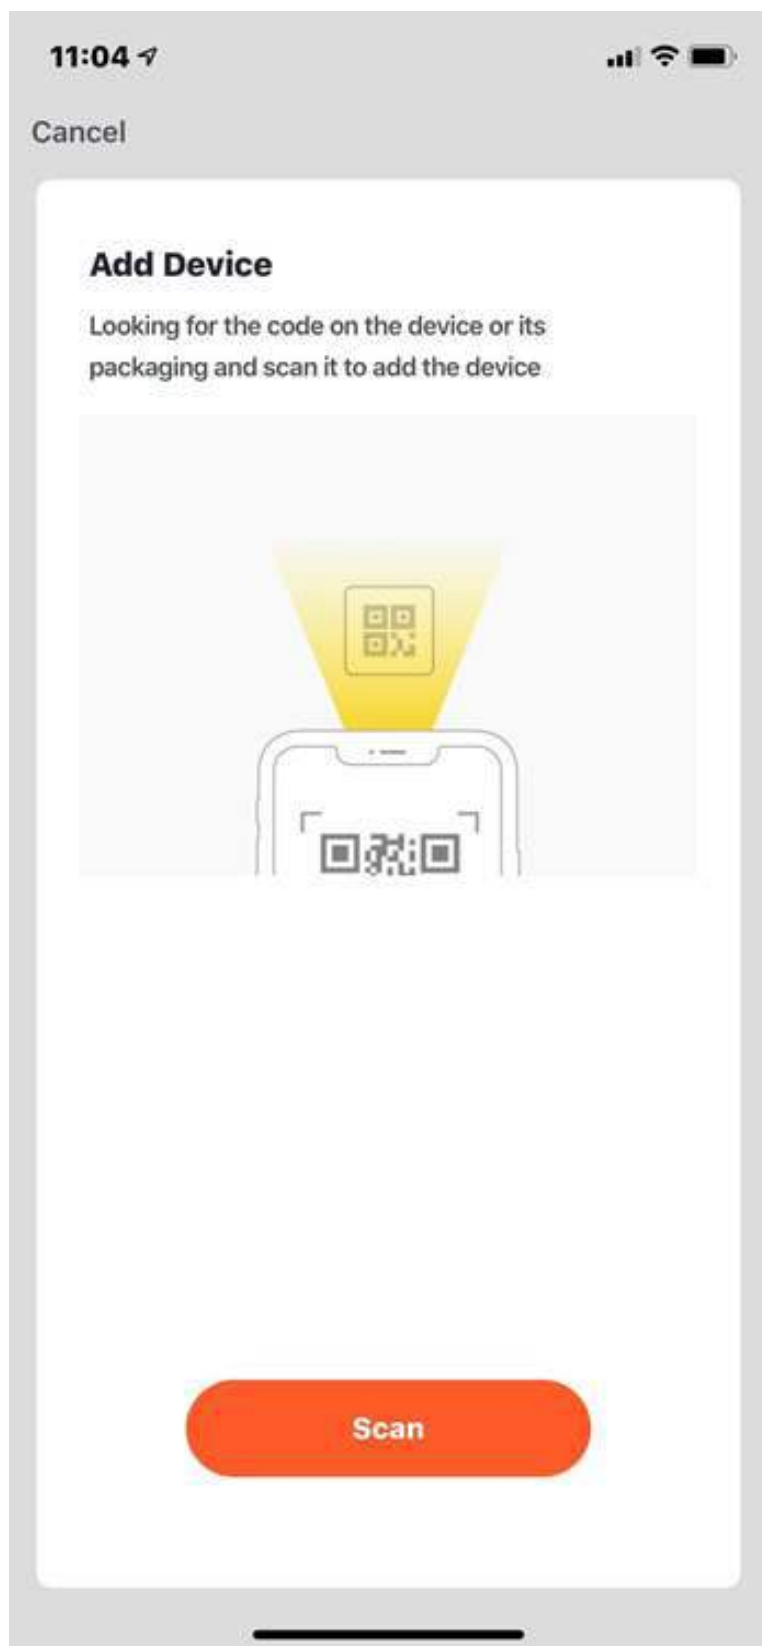 11:04
Cancel
Add Device
Looking for the code on the device or its
packaging and scan it to add the device
Scan